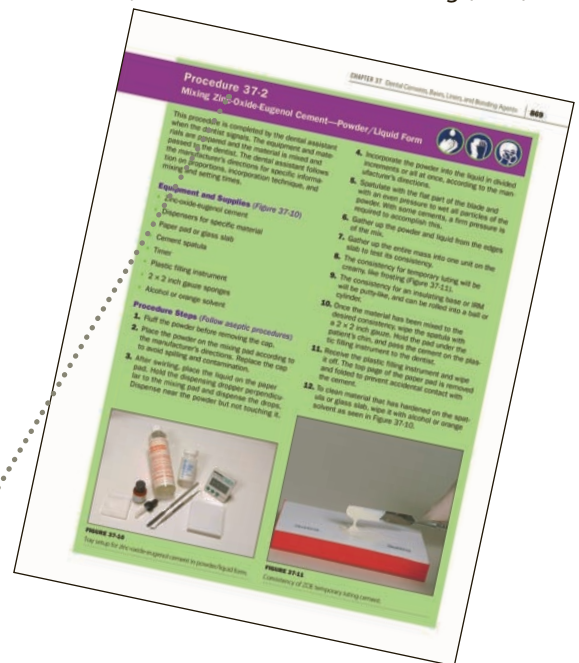 CHAPTER 37 Dental Cements, Bases, Liners, and Bonding Agents 869
Procedure 37-2
Mixing Zinc-Oxide-Eugenol Cement—Powder/Liquid Form
This procedure is completed by the dental assistant
when the dentist signals. The equipment and mate-
rials are prepared and the material is mixed and
passed to the dentist. The dental assistant follows
the manufacturer's directions for specific informa-
tion on proportions, incorporation technique, and
mixing and setting times.
Equipment and Supplies (Figure 37-10)
Zinc-oxide-eugenol cement
Dispensers for specific material
Paper pad or glass slab
Cement spatula
Timer
Plastic filling instrument
2 × 2 inch gauze sponges
Alcohol or orange solvent
Procedure Steps (Follow aseptic procedures)
1. Fluff the powder before removing the cap.
2. Place the powder on the mixing pad according to
the manufacturer's directions. Replace the cap
to avoid spilling and contamination.
3. After swirling, place the liquid on the paper
pad. Hold the dispensing dropper perpendicu-
lar to the mixing pad and dispense the drops.
Dispense near the powder but not touching it.
4. Incorporate the powder into the liquid in divided
increments or all at once, according to the man-
ufacturer's directions.
5. Spatulate with the flat part of the blade and
with an even pressure to wet all particles of the
powder. With some cements, a firm pressure is
required to accomplish this.
6. Gather up the powder and liquid from the edges
of the mix.
7. Gather up the entire mass into one unit on the
slab to test its consistency.
8. The consistency for temporary luting will be
creamy, like frosting (Figure 37-11).
9. The consistency for an insulating base or IRM
will be putty-like, and can be rolled into a ball or
cylinder.
10. Once the material has been mixed to the
desired consistency, wipe the spatula with
a 2 × 2 inch gauze. Hold the pad under the
patient's chin, and pass the cement on the plas-
tic filling instrument to the dentist.
11. Receive the plastic filling instrument and wipe
it off. The top page of the paper pad is removed
and folded to prevent accidental contact with
the cement.
12. To clean material that has hardened on the spat-
ula or glass slab, wipe it with alcohol or orange
solvent as seen in Figure 37-10.
FIGURE 37-10
Tray setup for zinc-oxide-eugenol cement in powder/liquid form.
FIGURE 37-11
Consistency of ZOE temporary luting cement.